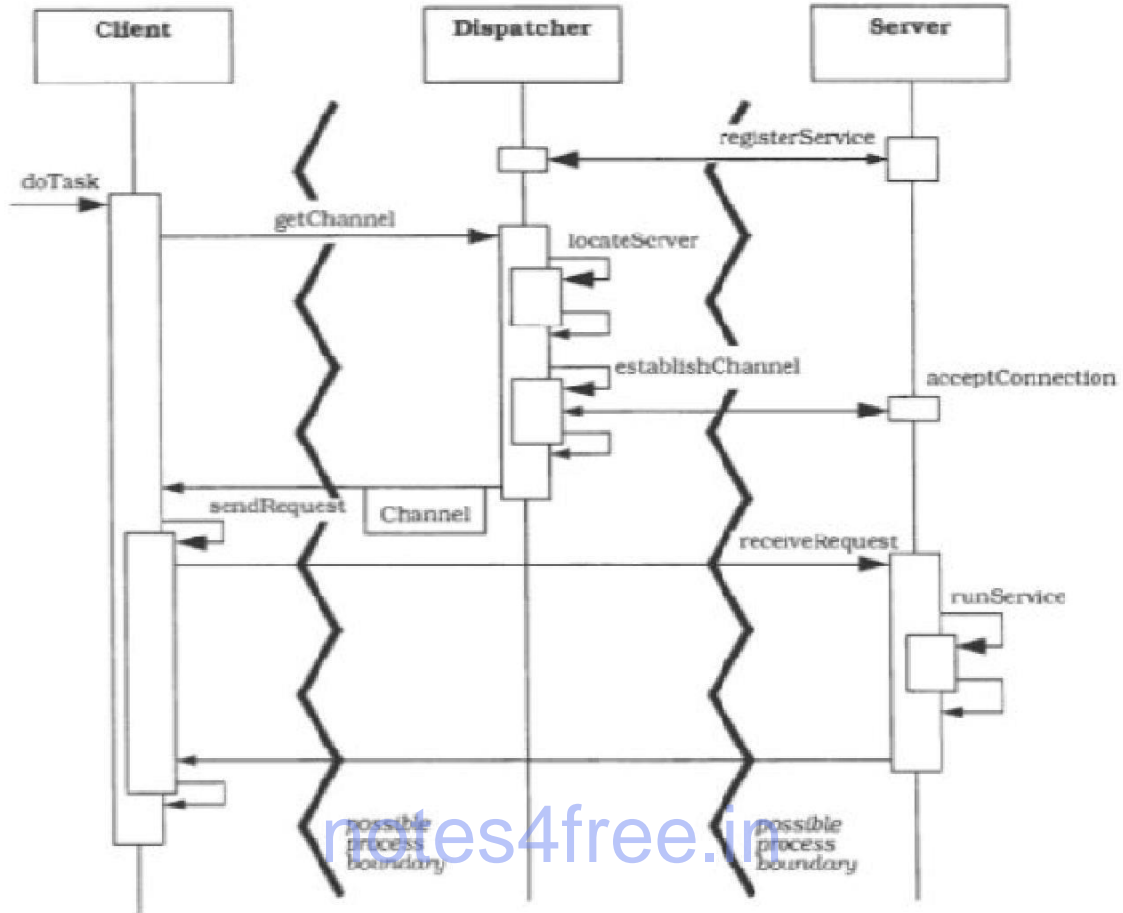 Client
Dispatcher
Server
registerService
doTask
getChannel
locateServer
establishChannel
acceptConnection
sendRequest
Channel
receiveRequest
runService
possible
process
boundary
possible
process
boundary
notes4free.in